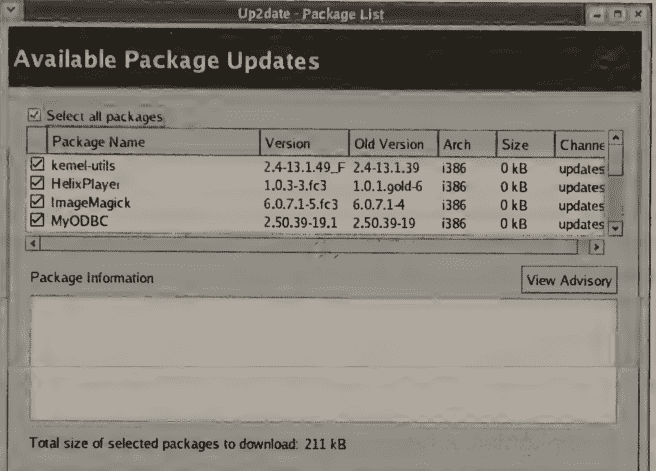 Up2date - Package List
Available Package Updates
Select all packages
Package Name Version Old Version Arch Size Channe
kernel-utils 2.4-13.1.49_F 2.4-13.1.39 i386 0 kB updates
HelixPlayer 1.0.3-3.fc3 1.0.1.gold-6 i386 0 kB updates
ImageMagick 6.0.7.1-5.fc3 6.0.7.1-4 i386 0 kB updates
MyODBC 2.50.39-19.1 2.50.39-19 i386 0 kB updates
Package Information View Advisory
Total size of selected packages to download: 211 kB